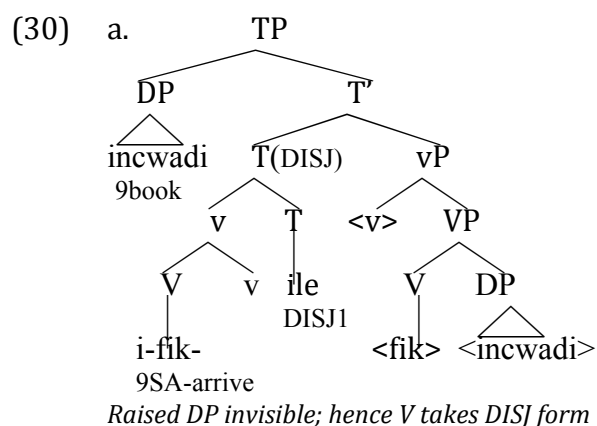 (30) a. TP
DP T’
incwadi T(DISJ) vP
9book
v T <v> VP
V v ile V DP
DISJ1
i-fik- <fik> <incwadi>
9SA-arrive
Raised DP invisible; hence V takes DISJ form